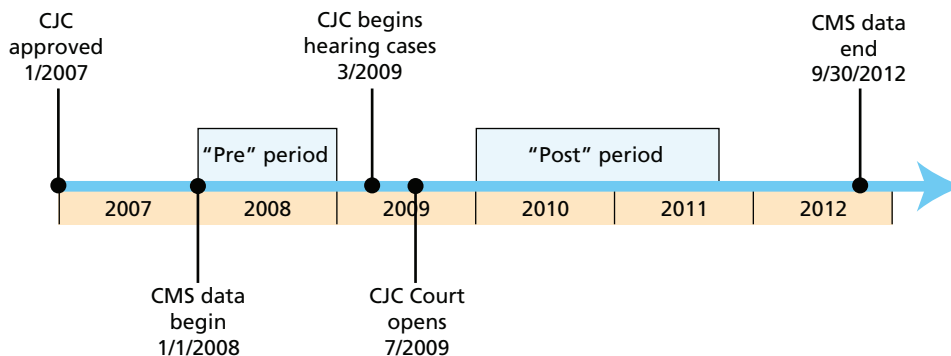 CJC
approved
1/2007
CJC begins
hearing cases
3/2009
CMS data
end
9/30/2012
“Pre” period
“Post” period
2007
2008
2009
2010
2011
2012
CMS data
begin
1/1/2008
CJC Court
opens
7/2009